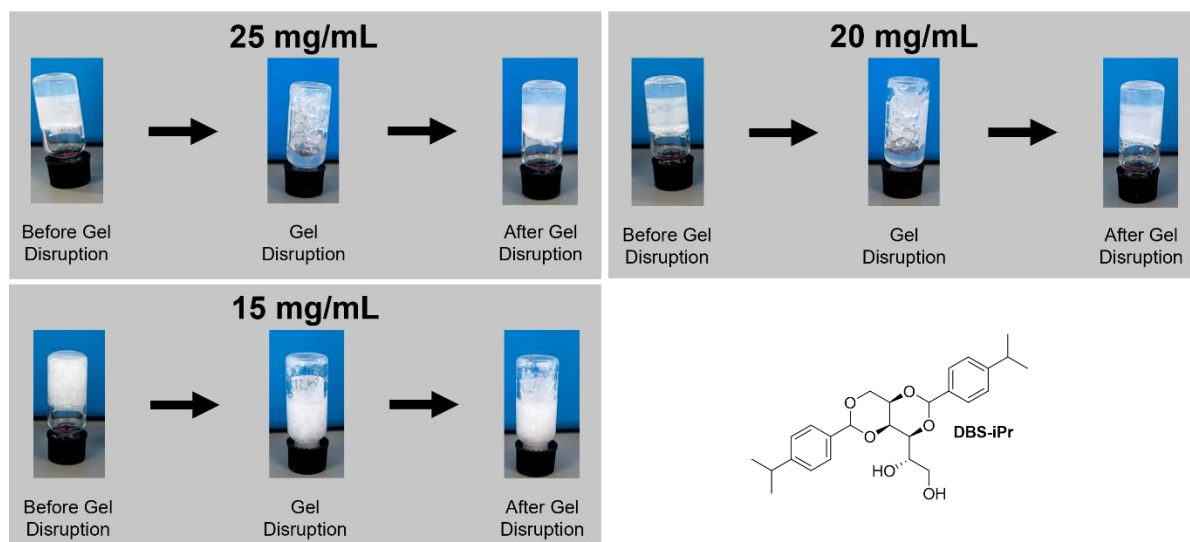 25 mg/mL
Before Gel
Disruption
Gel
Disruption
After Gel
Disruption
20 mg/mL
Before Gel
Disruption
Gel
Disruption
After Gel
Disruption
15 mg/mL
Before Gel
Disruption
Gel
Disruption
After Gel
Disruption
O
O
O
O
DBS-iPr
HO
OH